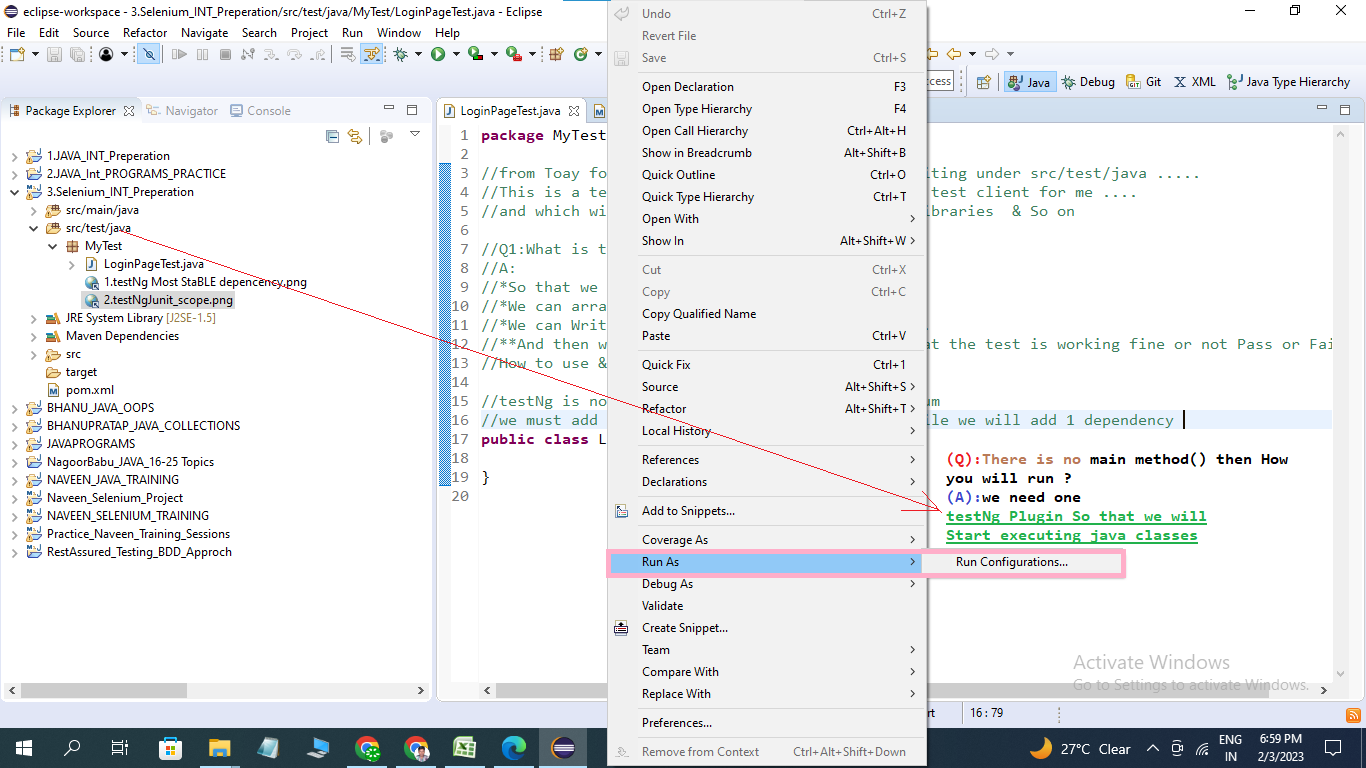 eclipse-workspace - 3.Selenium_INT_Preperation/src/test/java/MyTest/LoginPageTest.java - Eclipse
File Edit Source Refactor Navigate Search Project Run Window Help
cess
Java Debug Git XML Java Type Hierarchy
Package Explorer Navigator Console
1.JAVA_INT_Preperation
2.JAVA_Int_PROGRAMS_PRACTICE
3.Selenium_INT_Preperation
src/main/java
src/test/java
MyTest
LoginPageTest.java
1.testNg Most StaBLE depencency.png
2.testNgJunit_scope.png
JRE System Library [J2SE-1.5]
Maven Dependencies
src
target
pom.xml
BHANU_JAVA_OOPS
BHANUPRATAP_JAVA_COLLECTIONS
JAVAPROGRAMS
NagoorBabu_JAVA_16-25 Topics
NAVEEN_JAVA_TRAINING
Naveen_Selenium_Project
NAVEEN_SELENIUM_TRAINING
Practice_Naveen_Training_Sessions
RestAssured_Testing_BDD_Approch
LoginPageTest.java
1 package MyTest
2
3 //from Toay fo iting under src/test/java .....
4 //This is a te test client for me ....
5 //and which wi ibraries & So on
6
7 //Q1:What is t
8 //A:
9 //*So that we
10 //*We can arra
11 //*We can Writ
12 //**And then w at the test is working fine or not Pass or Fai
13 //How to use &
14
15 //testNg is no um
16 //we must add le we will add 1 dependency
17 public class L
18
19 }
20
Undo Ctrl+Z
Revert File
Save Ctrl+S
Open Declaration F3
Open Type Hierarchy F4
Open Call Hierarchy Ctrl+Alt+H
Show in Breadcrumb Alt+Shift+B
Quick Outline Ctrl+O
Quick Type Hierarchy Ctrl+T
Open With
Show In Alt+Shift+W
Cut Ctrl+X
Copy Ctrl+C
Copy Qualified Name
Paste Ctrl+V
Quick Fix Ctrl+1
Source Alt+Shift+S
Refactor Alt+Shift+T
Local History
References
Declarations
Add to Snippets...
Coverage As
Run As
Debug As
Validate
Create Snippet...
Team
Compare With
Replace With
Preferences...
Remove from Context Ctrl+Alt+Shift+Down
Run Configurations...
(Q):There is no main method() then How
you will run ?
(A):we need one
testNg Plugin So that we will
Start executing java classes
Activate Windows
Go to Settings to activate Windows.
rt 16 : 79
27°C Clear
ENG
IN
6:59 PM
2/3/2023